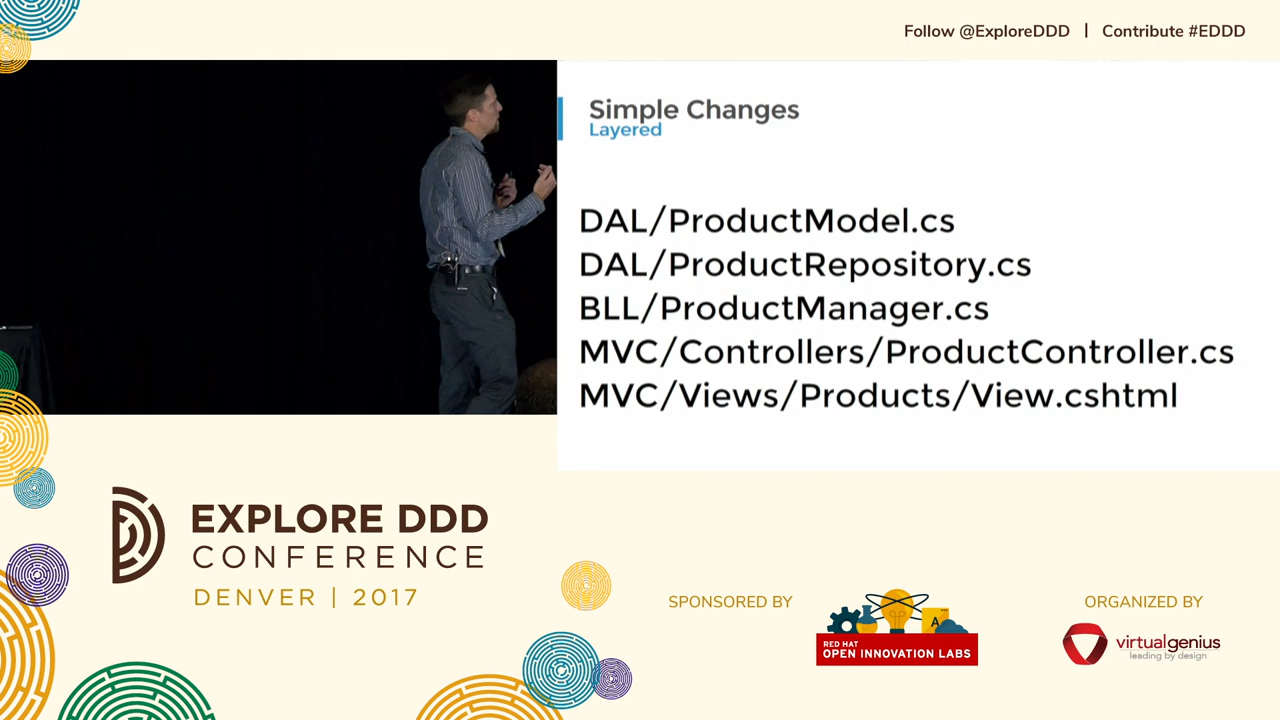 Follow @ExploreDDD | Contribute #EDDD
Simple Changes
Layered
DAL/ProductModel.cs
DAL/ProductRepository.cs
BLL/ProductManager.cs
MVC/Controllers/ProductController.cs
MVC/Views/Products/View.cshtml
EXPLORE DDD
CONFERENCE
DENVER | 2017
SPONSORED BY
A
RED HAT
OPEN INNOVATION LABS
ORGANIZED BY
virtualgenius
leading by design